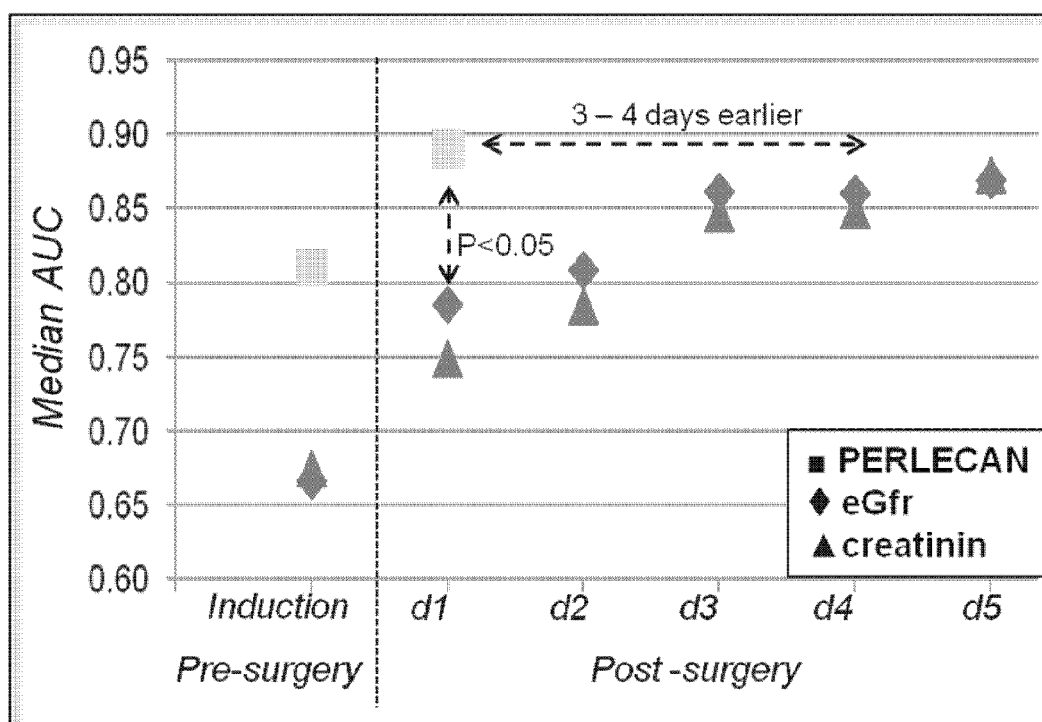 Median AUC
0.95
0.90
0.85
0.80
0.75
0.70
0.65
0.60
3 – 4 days earlier
P<0.05
PERLECAN
eGfr
creatinin
Induction d1 d2 d3 d4 d5
Pre-surgery Post -surgery